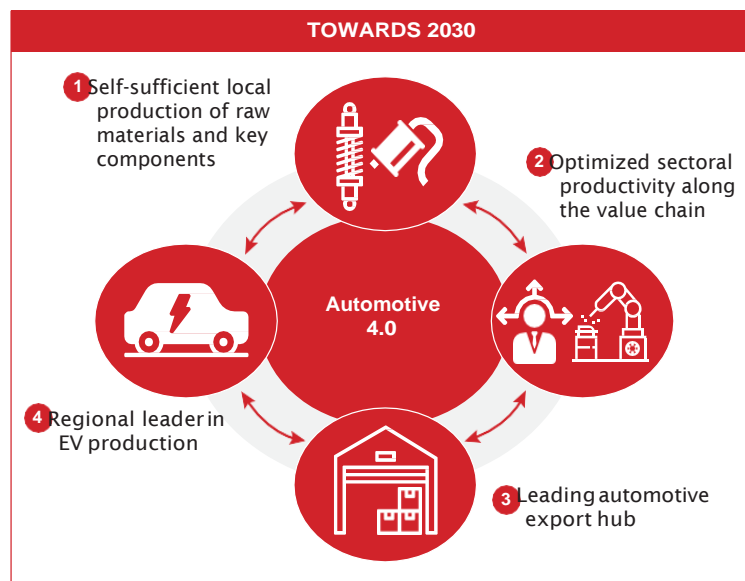 TOWARDS 2030
1 Self-sufficient local
production of raw
materials and key
components
2 Optimized sectoral
productivity along
the value chain
Automotive
4.0
4 Regional leader in
EV production
3 Leading automotive
export hub